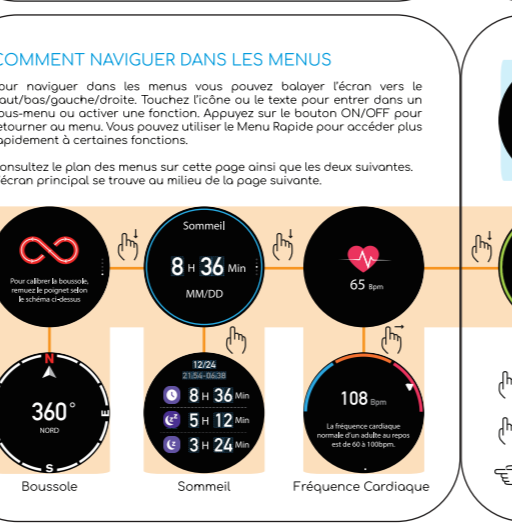 COMMENT NAVIGUER DANS LES MENUS
our naviguer dans les menus vous pouvez balayer l'écran vers le
aut/bas/gauche/droite. Touchez l'icône ou le texte pour entrer dans un
ous-menu ou activer une fonction. Appuyez sur le bouton ON/OFF pour
etourner au menu. Vous pouvez utiliser le Menu Rapide pour accéder plus
apidement à certaines fonctions.
onsultez le plan des menus sur cette page ainsi que les deux suivantes.
'écran principal se trouve au milieu de la page suivante.
Pour calibrer la boussole,
remuez le poignet selon
le schéma ci-dessus
Sommeil
8 H 36 Min
MM/DD
65 Bpm
N
360°
NORD
E
S
12/24
21:54-06:38
8 H 36 Min
5 H 12 Min
3 H 24 Min
108 Bpm
La fréquence cardiaque
normale d'un adulte au repos
est de 60 à 100bpm.
Boussole
Sommeil
Fréquence Cardiaque